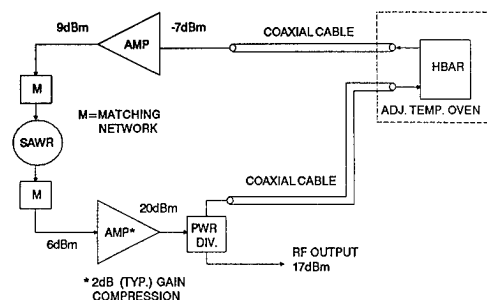 9dBm
AMP
-7dBm
COAXIAL CABLE
HBAR
ADJ. TEMP. OVEN
M
M=MATCHING
NETWORK
SAWR
M
COAXIAL CABLE
6dBm
AMP*
20dBm
PWR
DIV.
RF OUTPUT
17dBm
* 2dB (TYP.) GAIN
COMPRESSION